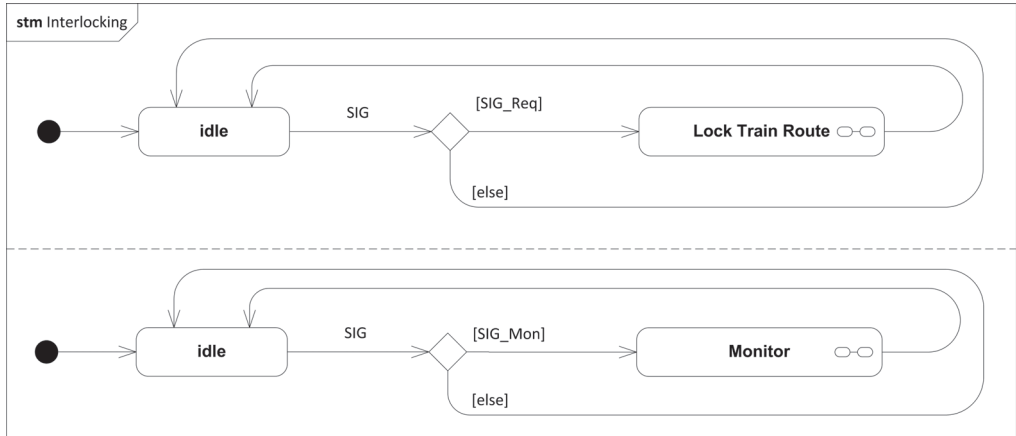 stm Interlocking
idle
SIG
[SIG_Req]
Lock Train Route
[else]
idle
SIG
[SIG_Mon]
Monitor
[else]